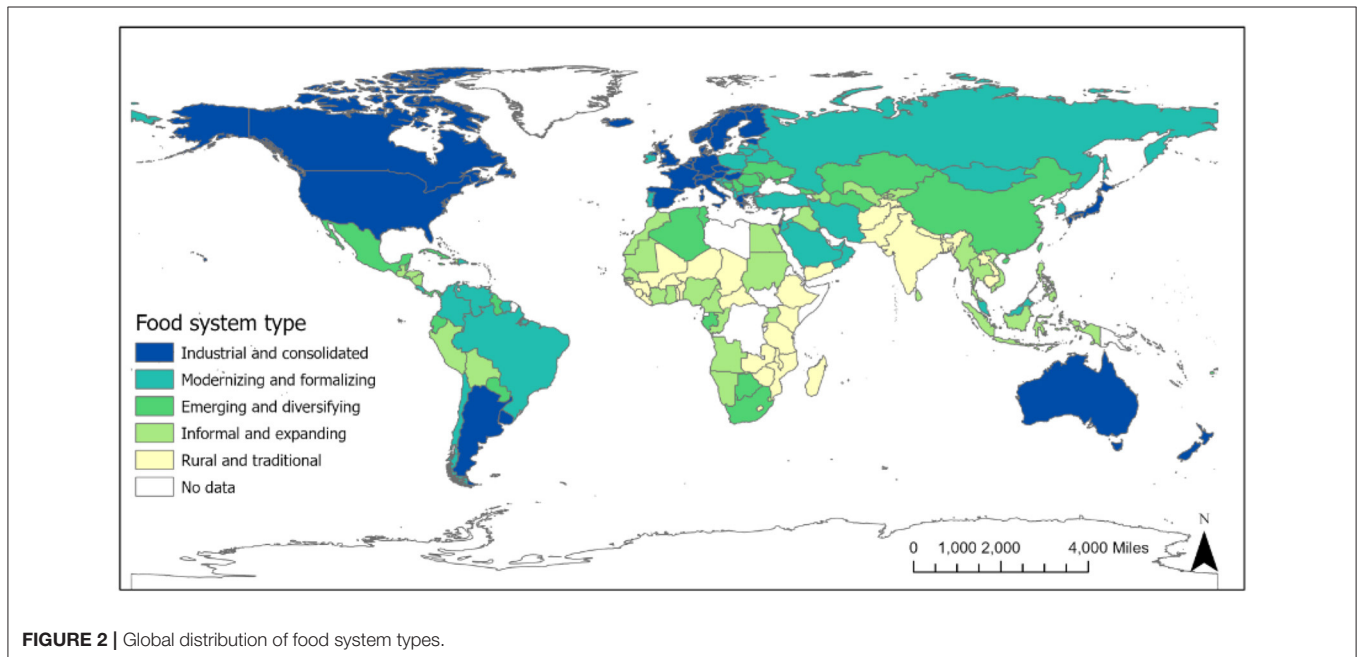 Food system type
Industrial and consolidated
Modernizing and formalizing
Emerging and diversifying
Informal and expanding
Rural and traditional
No data
N
0 1,000 2,000 4,000 Miles
FIGURE 2 | Global distribution of food system types.